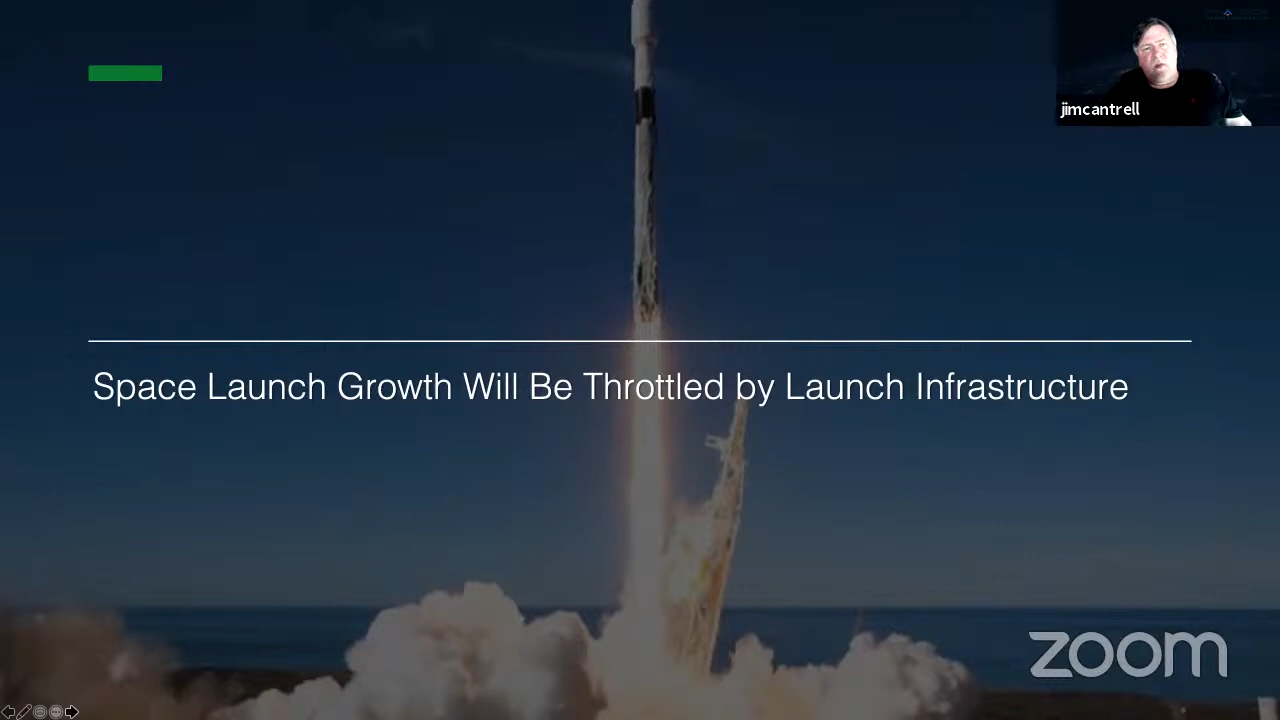 jimcantrell
Space Launch Growth Will Be Throttled by Launch Infrastructure
zoom